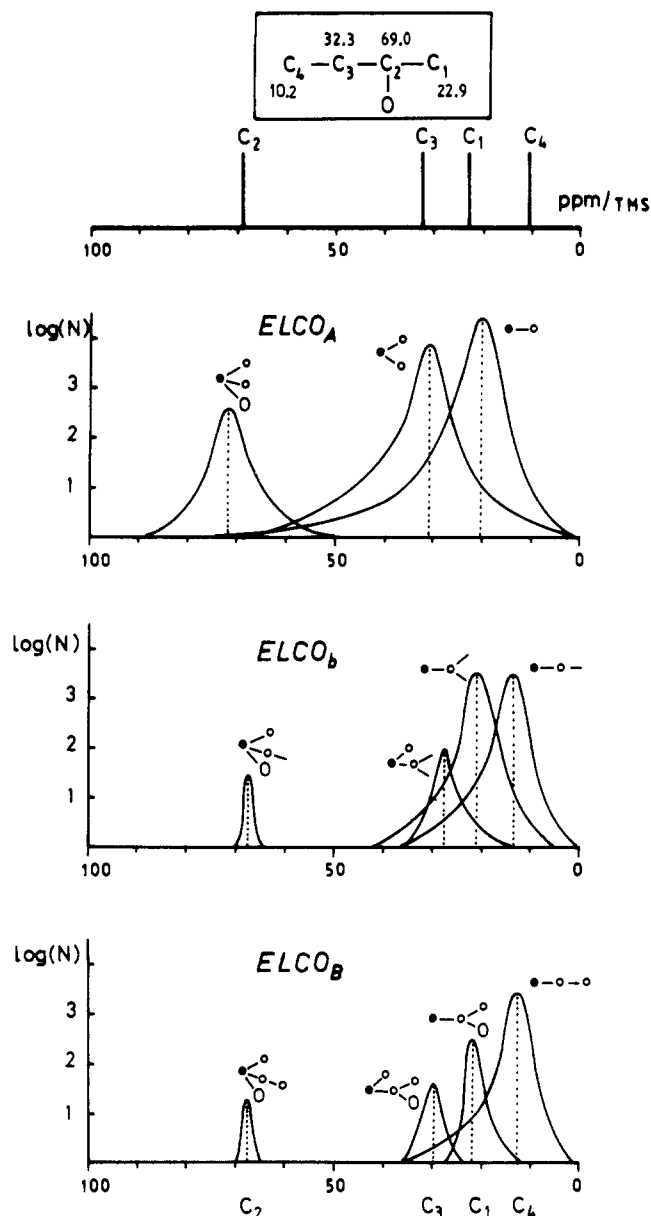 32.3 69.0
C4 — C3 — C2 — C1
10.2 O 22.9
C2 C3 C1 C4
ppm/TMS
100 50 0
log(N) ELCOA
O
3
2
1
100 50 0
log(N) ELCOb
3
O
2
1
100 50 0
log(N) ELCOB
3
O
2
O
O
1
100 50 0
C2 C3 C1 C4